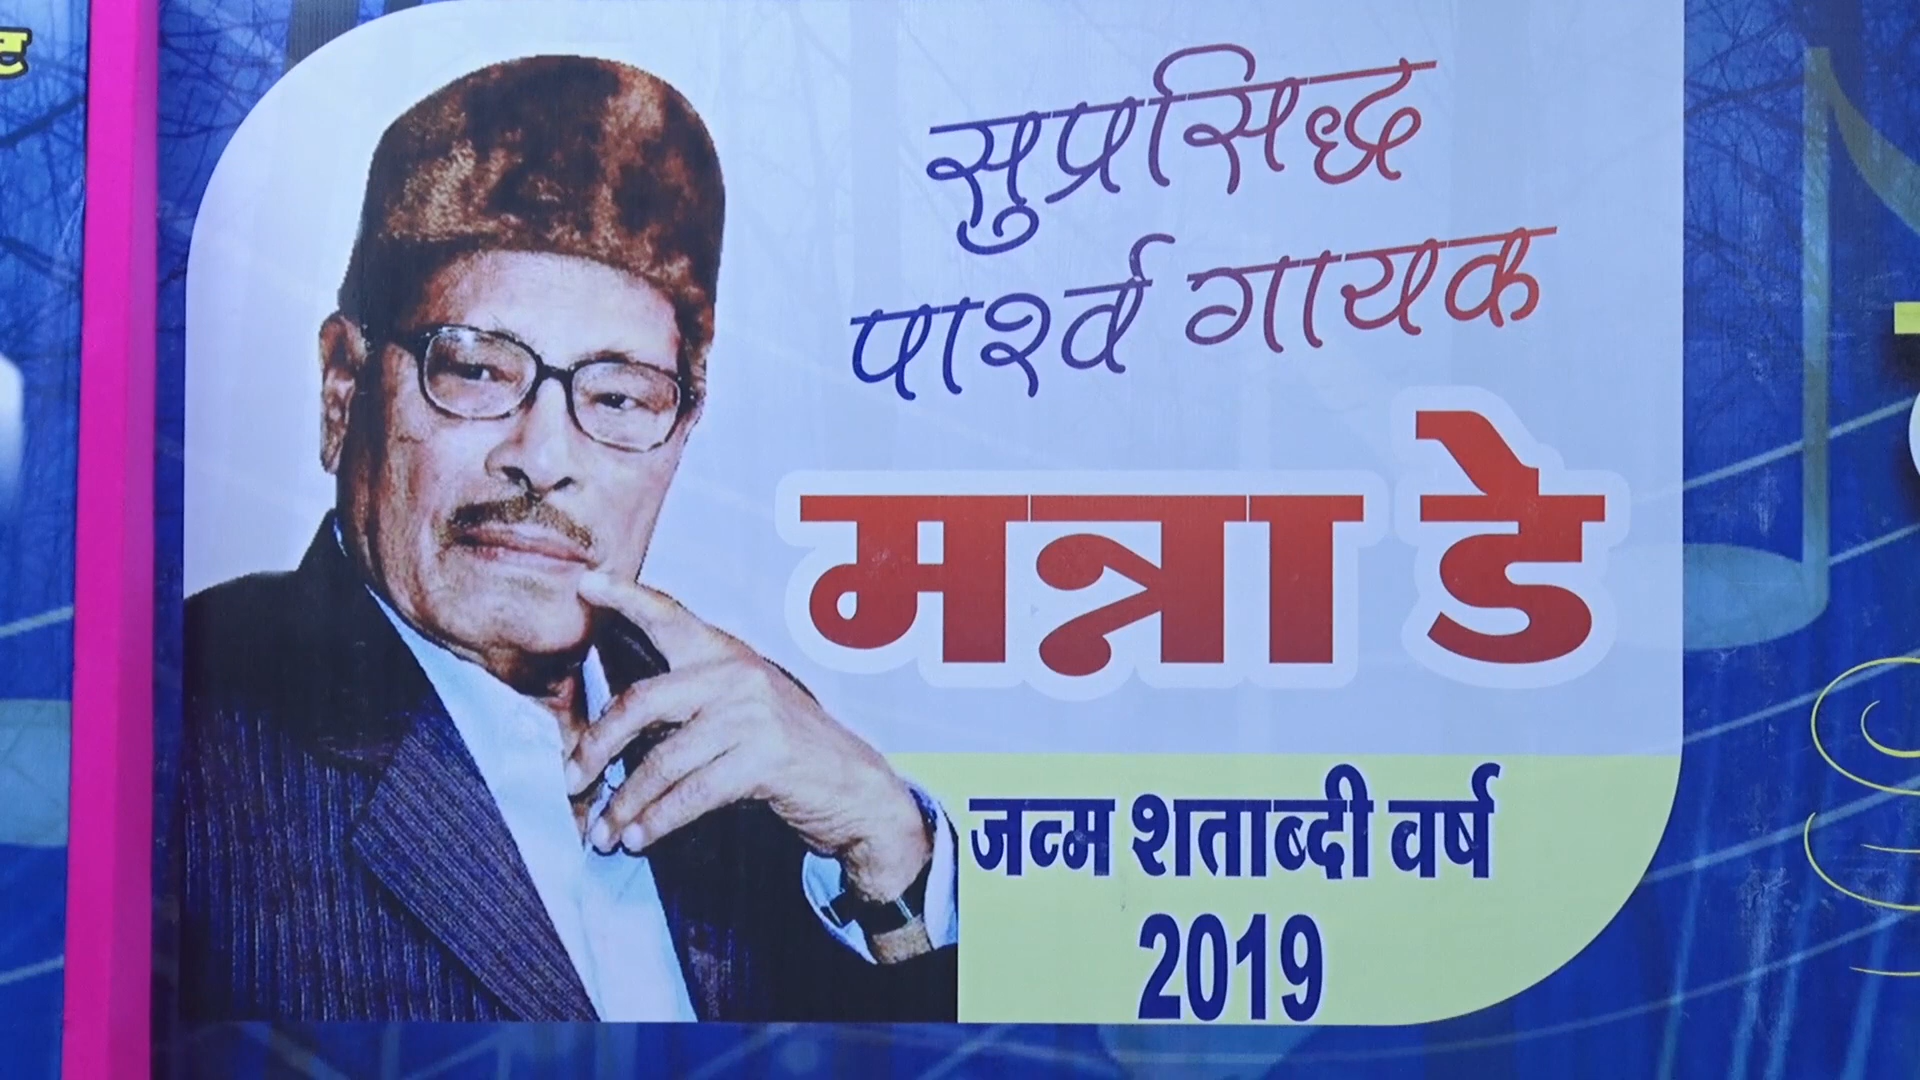 सुप्रसिद्ध
पार्श्व गायक
मन्ना डे
जन्म शताब्दी वर्ष
2019